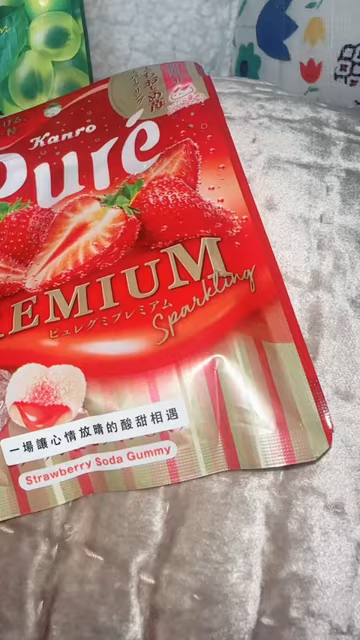 Kanro
Puré
PREMIUM
ピュレグミプレミアム
Sparkling
一場讓心情放晴的酸甜相遇
Strawberry Soda Gummy